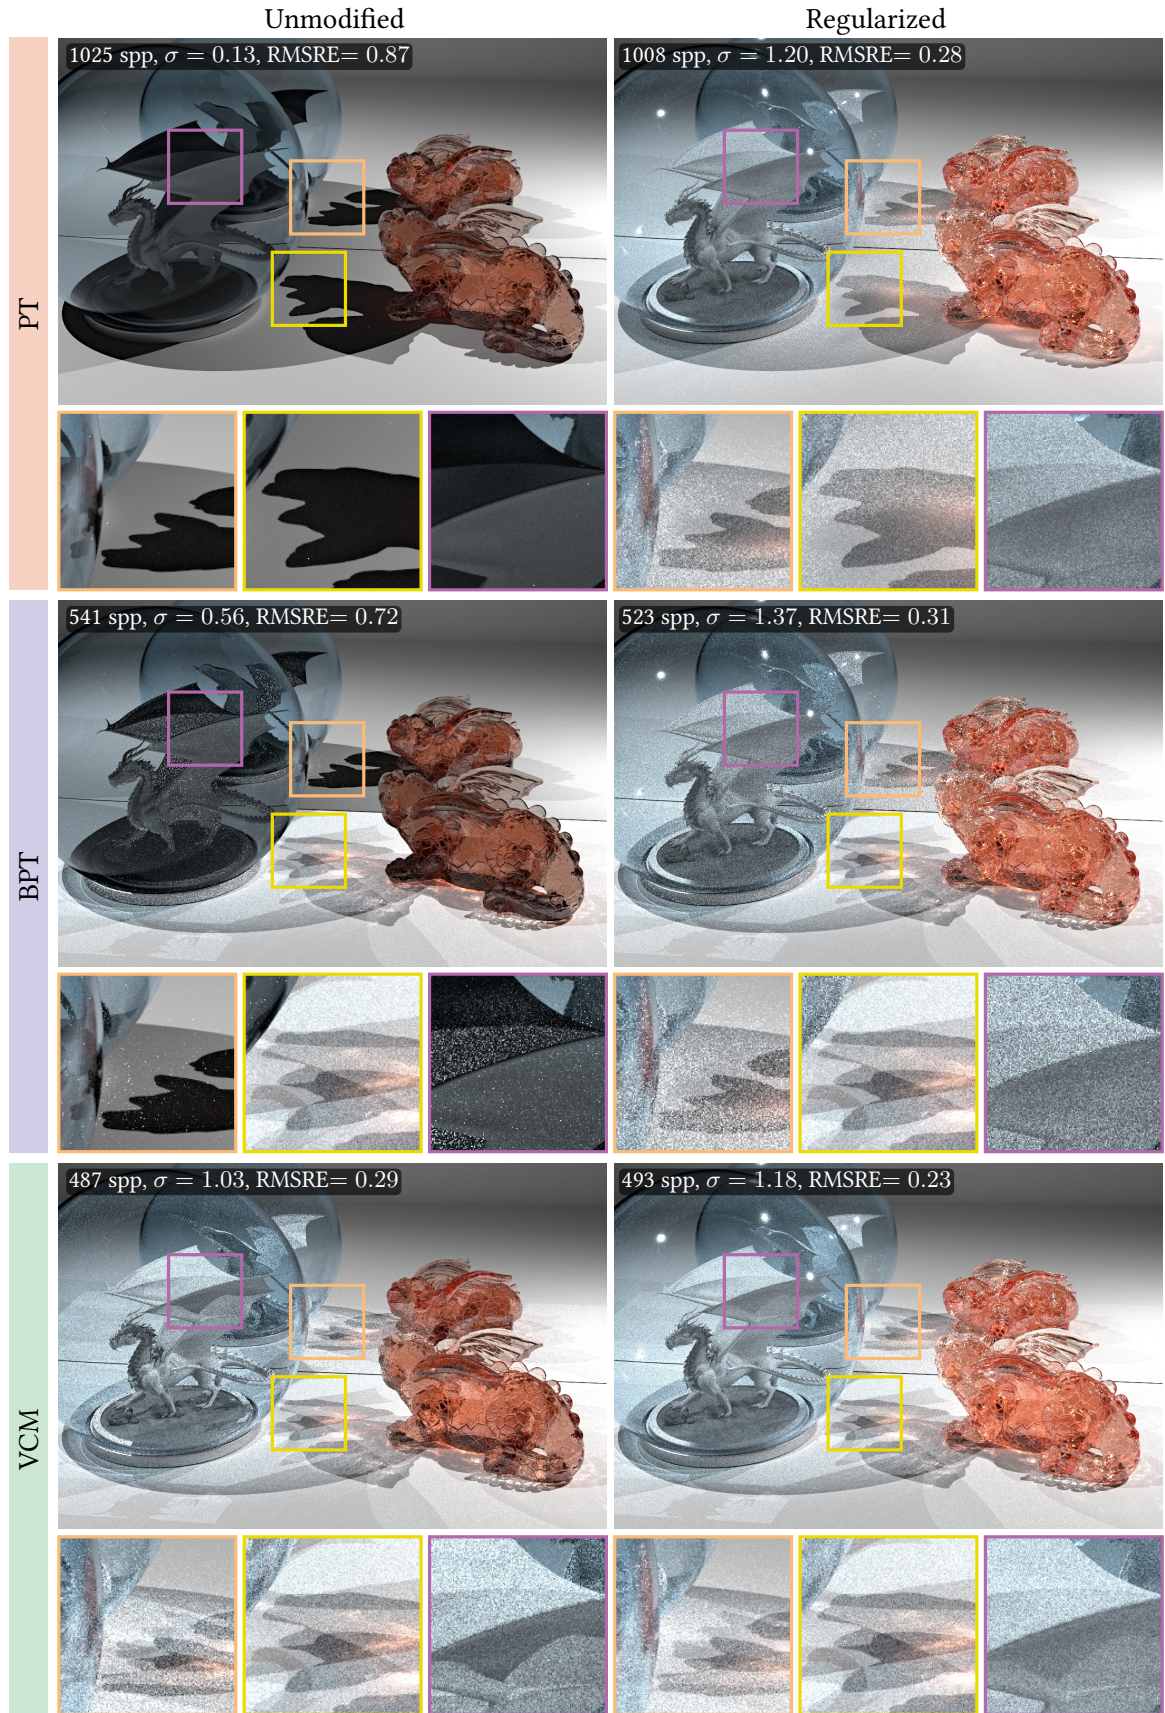 Unmodified
Regularized
PT
1025 spp, σ = 0.13, RMSRE= 0.87
1008 spp, σ = 1.20, RMSRE= 0.28
BPT
541 spp, σ = 0.56, RMSRE= 0.72
523 spp, σ = 1.37, RMSRE= 0.31
VCM
487 spp, σ = 1.03, RMSRE= 0.29
493 spp, σ = 1.18, RMSRE= 0.23